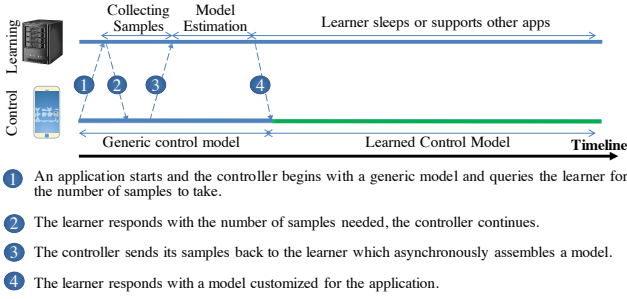 Collecting Samples
Model Estimation
Learner sleeps or supports other apps
Learning
1
2
3
4
Control
Generic control model
Learned Control Model
Timeline
1 An application starts and the controller begins with a generic model and queries the learner for
the number of samples to take.
2 The learner responds with the number of samples needed, the controller continues.
3 The controller sends its samples back to the learner which asynchronously assembles a model.
4 The learner responds with a model customized for the application.